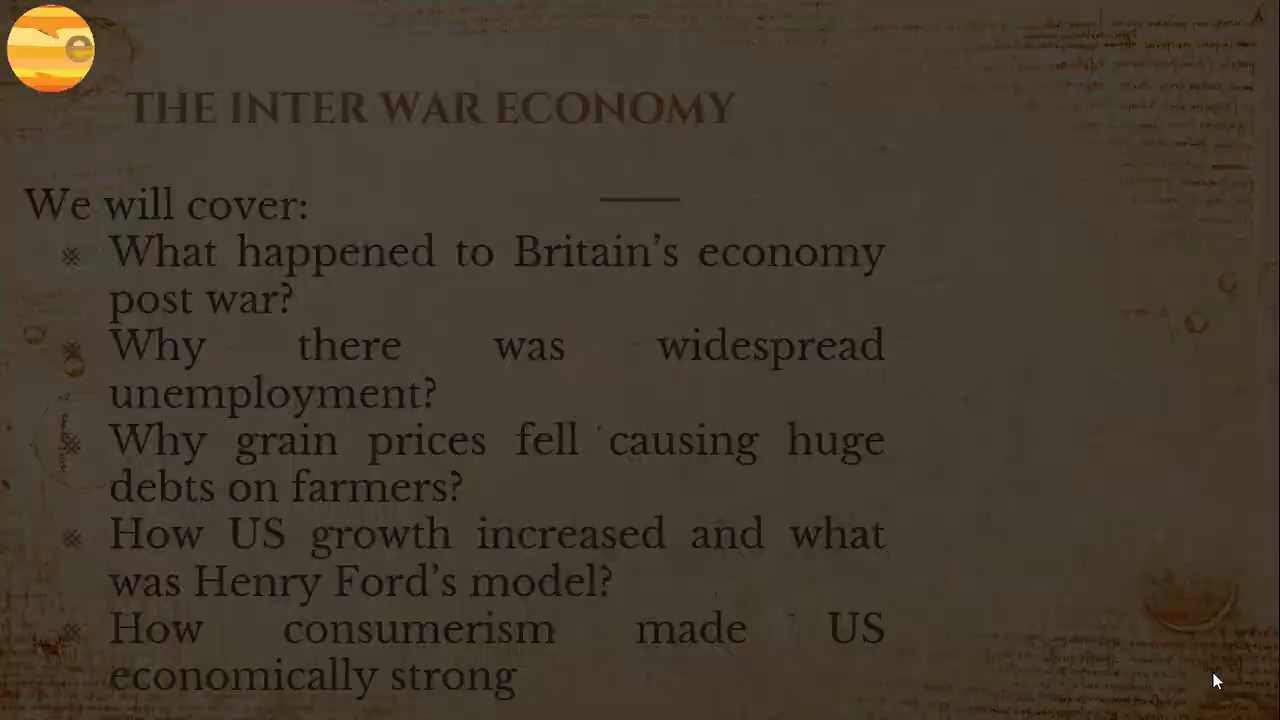 e
THE INTER WAR ECONOMY
We will cover:
※ What happened to Britain’s economy
post war?
※ Why there was widespread
unemployment?
※ Why grain prices fell causing huge
debts on farmers?
※ How US growth increased and what
was Henry Ford’s model?
※ How consumerism made US
economically strong